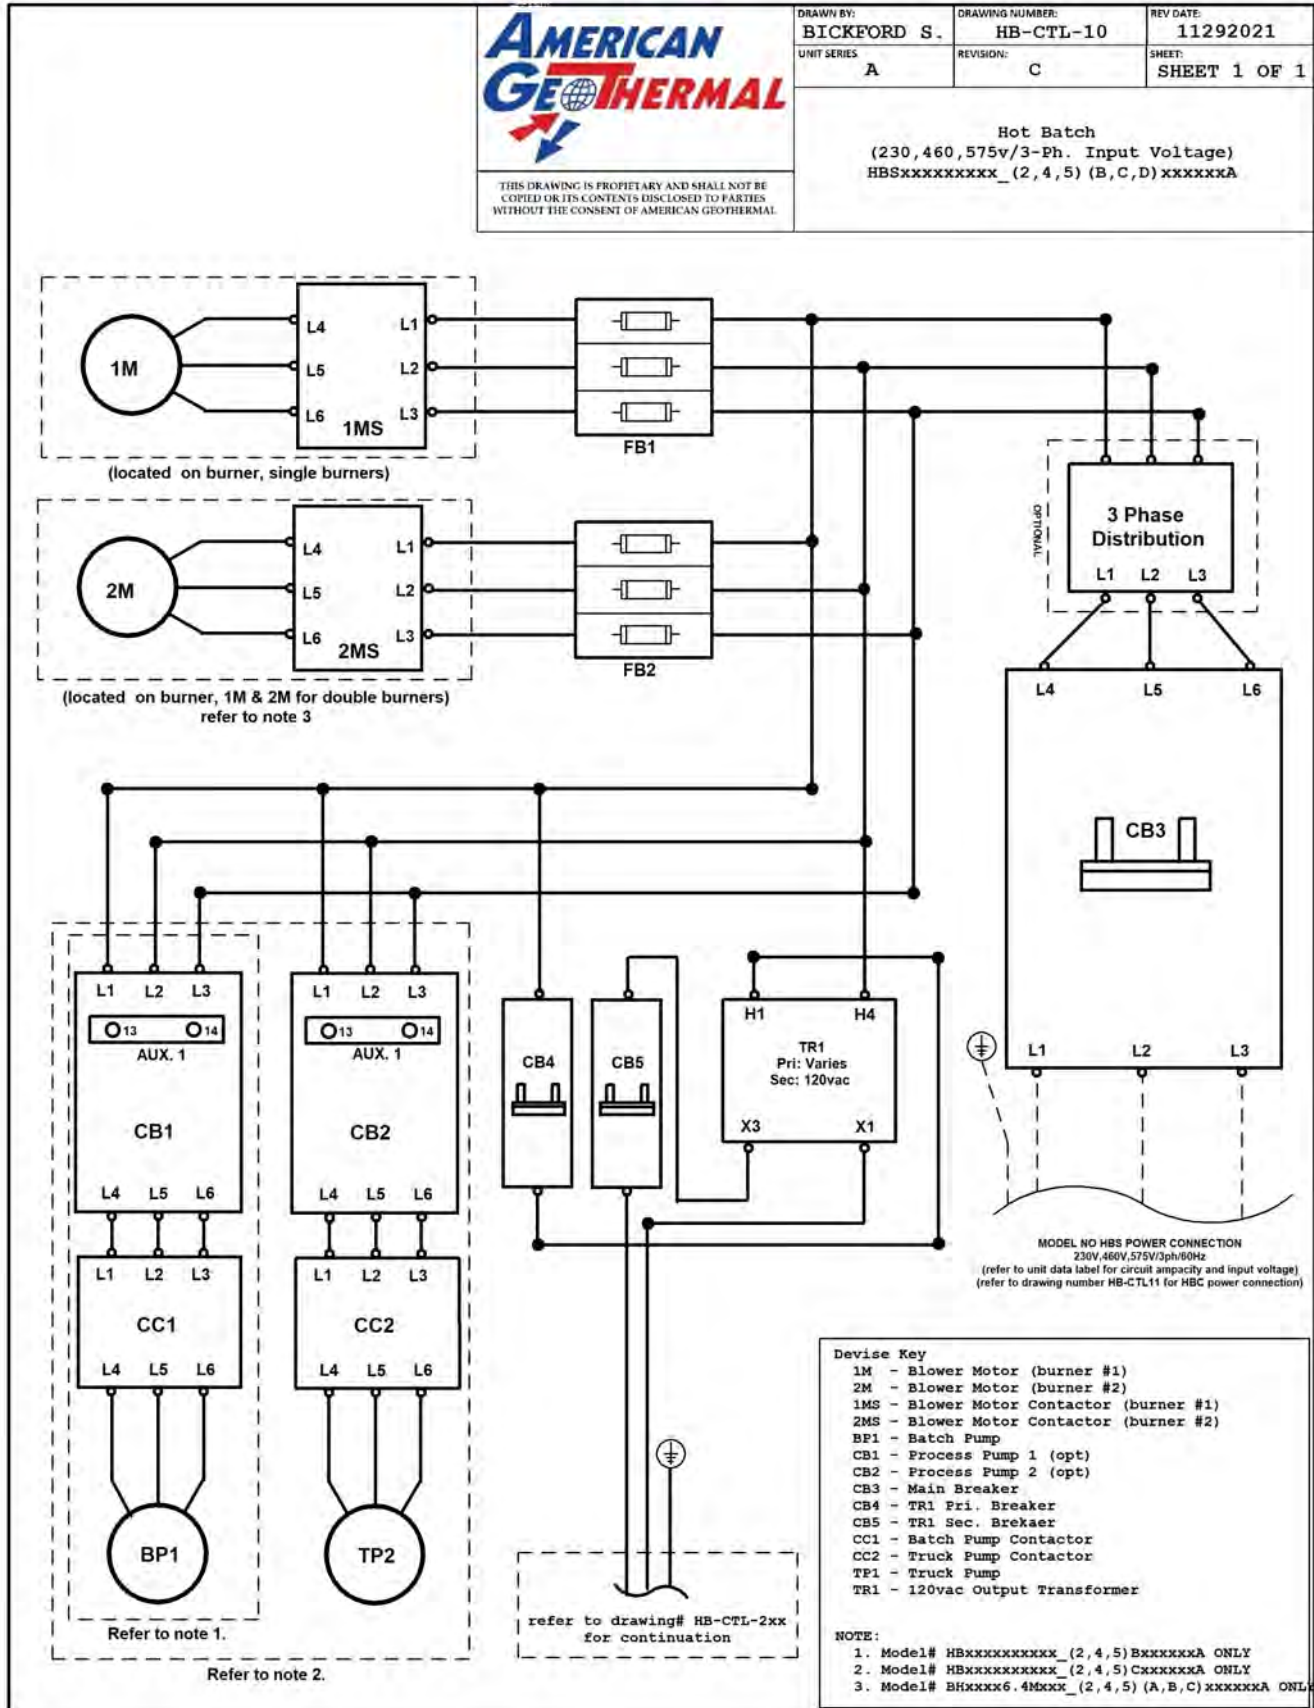 AMERICAN
GEOTHERMAL
THIS DRAWING IS PROPIETARY AND SHALL NOT BE
COPIED OR ITS CONTENTS DISCLOSED TO PARTIES
WITHOUT THE CONSENT OF AMERICAN GEOTHERMAL
DRAWN BY:
BICKFORD S.
DRAWING NUMBER:
HB-CTL-10
REV DATE:
11292021
UNIT SERIES
A
REVISION:
C
SHEET:
SHEET 1 OF 1
Hot Batch
(230,460,575v/3-Ph. Input Voltage)
HBSxxxxxxxxx_(2,4,5)(B,C,D)xxxxxxA
1M
L4
L5
L6
1MS
L1
L2
L3
FB1
(located on burner, single burners)
2M
L4
L5
L6
2MS
L1
L2
L3
FB2
(located on burner, 1M & 2M for double burners)
refer to note 3
OPTIONAL
3 Phase
Distribution
L1 L2 L3
L4 L5 L6
CB3
L1 L2 L3
MODEL NO HBS POWER CONNECTION
230V,460V,575V/3ph/60Hz
(refer to unit data label for circuit ampacity and input voltage)
(refer to drawing number HB-CTL11 for HBC power connection)
L1 L2 L3
13 14
AUX. 1
CB1
L4 L5 L6
L1 L2 L3
CC1
L4 L5 L6
BP1
Refer to note 1.
L1 L2 L3
13 14
AUX. 1
CB2
L4 L5 L6
L1 L2 L3
CC2
L4 L5 L6
TP2
Refer to note 2.
CB4
CB5
H1 H4
TR1
Pri: Varies
Sec: 120vac
X3 X1
refer to drawing# HB-CTL-2xx
for continuation
Devise Key
1M - Blower Motor (burner #1)
2M - Blower Motor (burner #2)
1MS - Blower Motor Contactor (burner #1)
2MS - Blower Motor Contactor (burner #2)
BP1 - Batch Pump
CB1 - Process Pump 1 (opt)
CB2 - Process Pump 2 (opt)
CB3 - Main Breaker
CB4 - TR1 Pri. Breaker
CB5 - TR1 Sec. Brekaer
CC1 - Batch Pump Contactor
CC2 - Truck Pump Contactor
TP1 - Truck Pump
TR1 - 120vac Output Transformer
NOTE:
1. Model# HBxxxxxxxxxx_(2,4,5)BxxxxxxA ONLY
2. Model# HBxxxxxxxxxx_(2,4,5)CxxxxxxA ONLY
3. Model# BHxxxx6.4Mxxx_(2,4,5)(A,B,C)xxxxxxA ONL